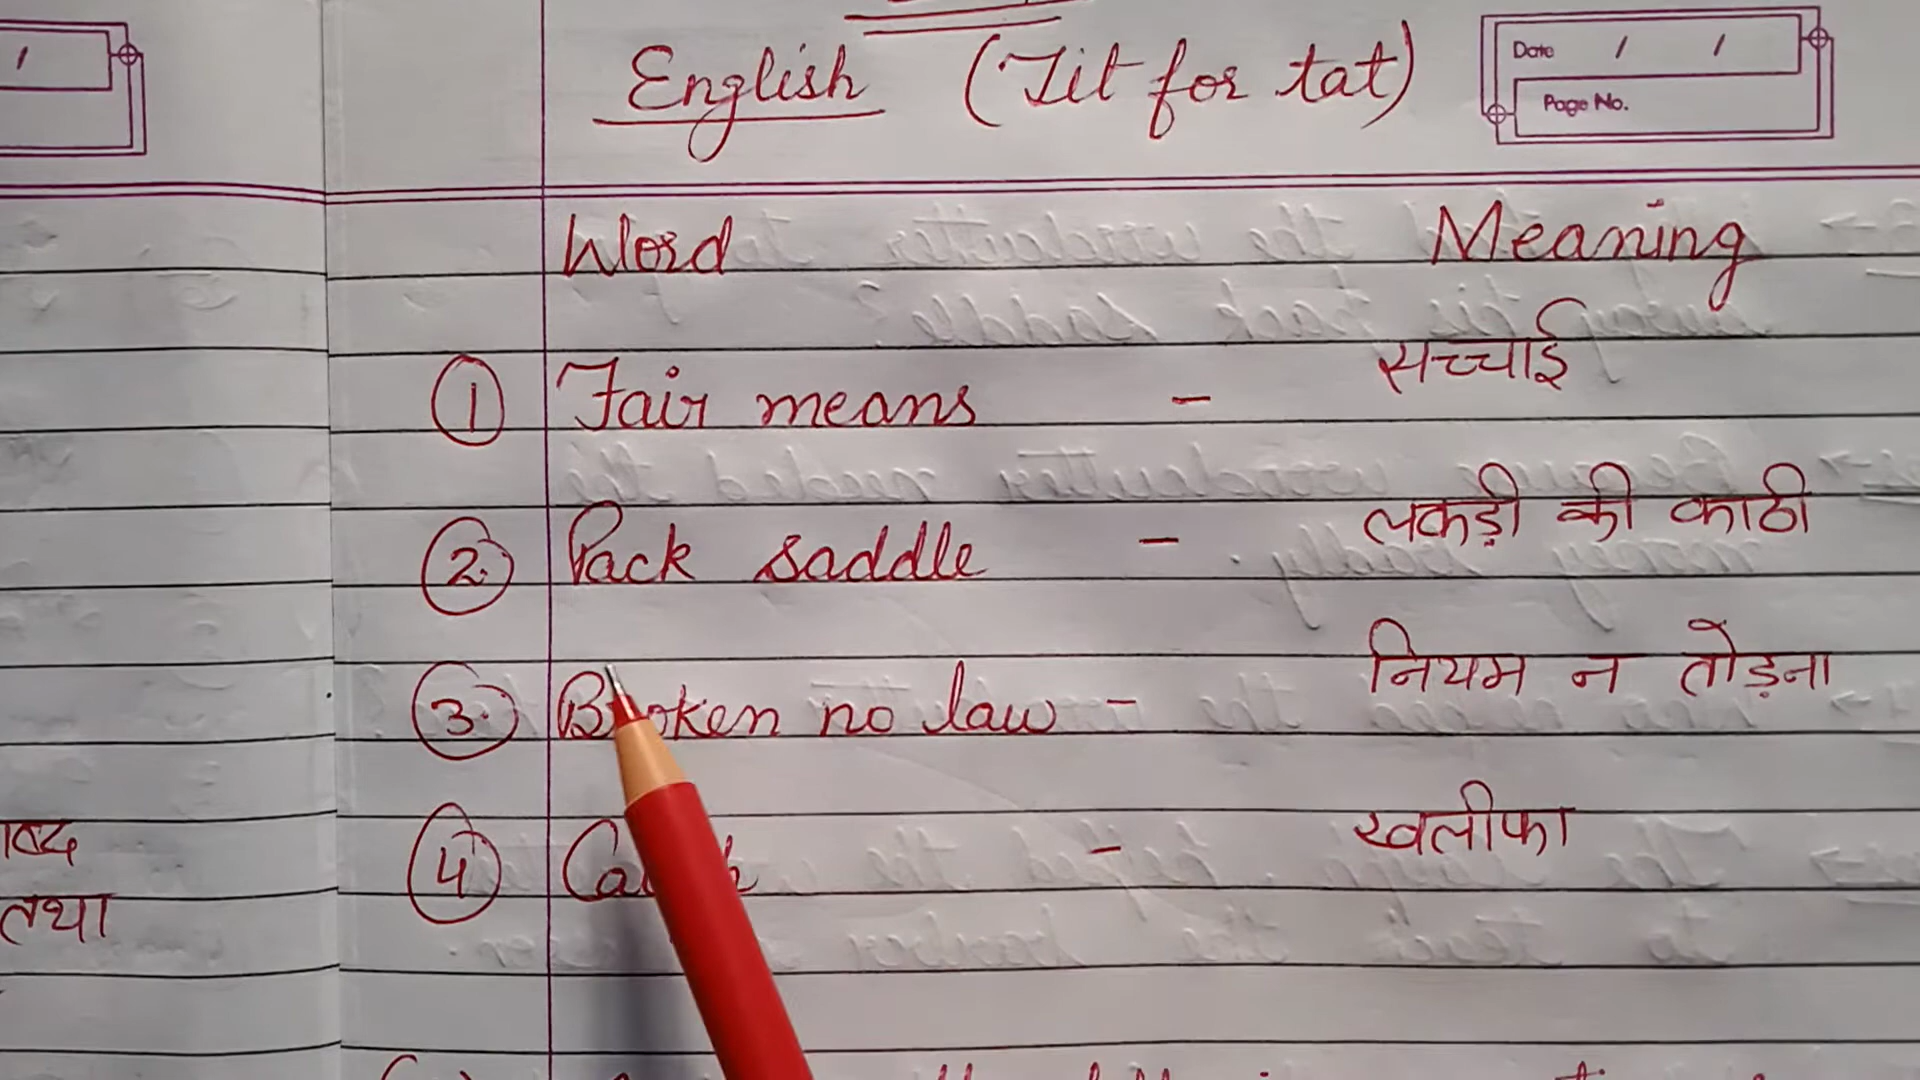 English (Tit for tat)
Date / /
Page No.
Word Meaning
① Fair means - सच्चाई
② Pack saddle - लकड़ी की काठी
③ Broken no law - नियम न तोड़ना
④ - खलीफा
ाब्द
तथा